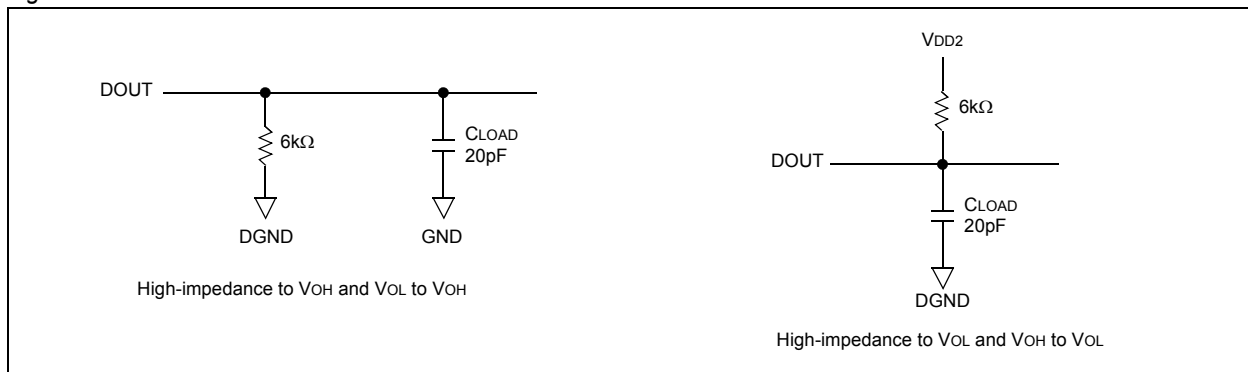 DOUT
6kΩ
CLOAD
20pF
DGND
GND
High-impedance to VOH and VOL to VOH
VDD2
6kΩ
DOUT
CLOAD
20pF
DGND
High-impedance to VOL and VOH to VOL